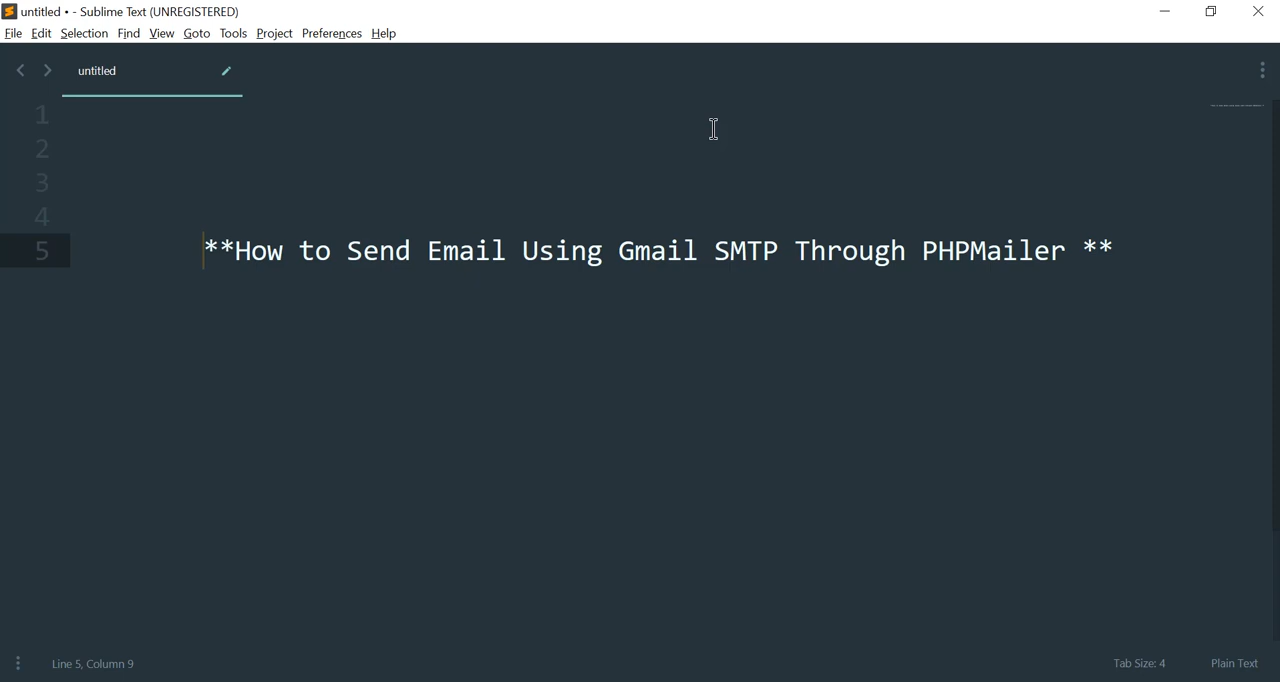 untitled • - Sublime Text (UNREGISTERED)
File Edit Selection Find View Goto Tools Project Preferences Help
untitled
1
2
3
4
5 **How to Send Email Using Gmail SMTP Through PHPMailer **
Line 5, Column 9 Tab Size: 4 Plain Text